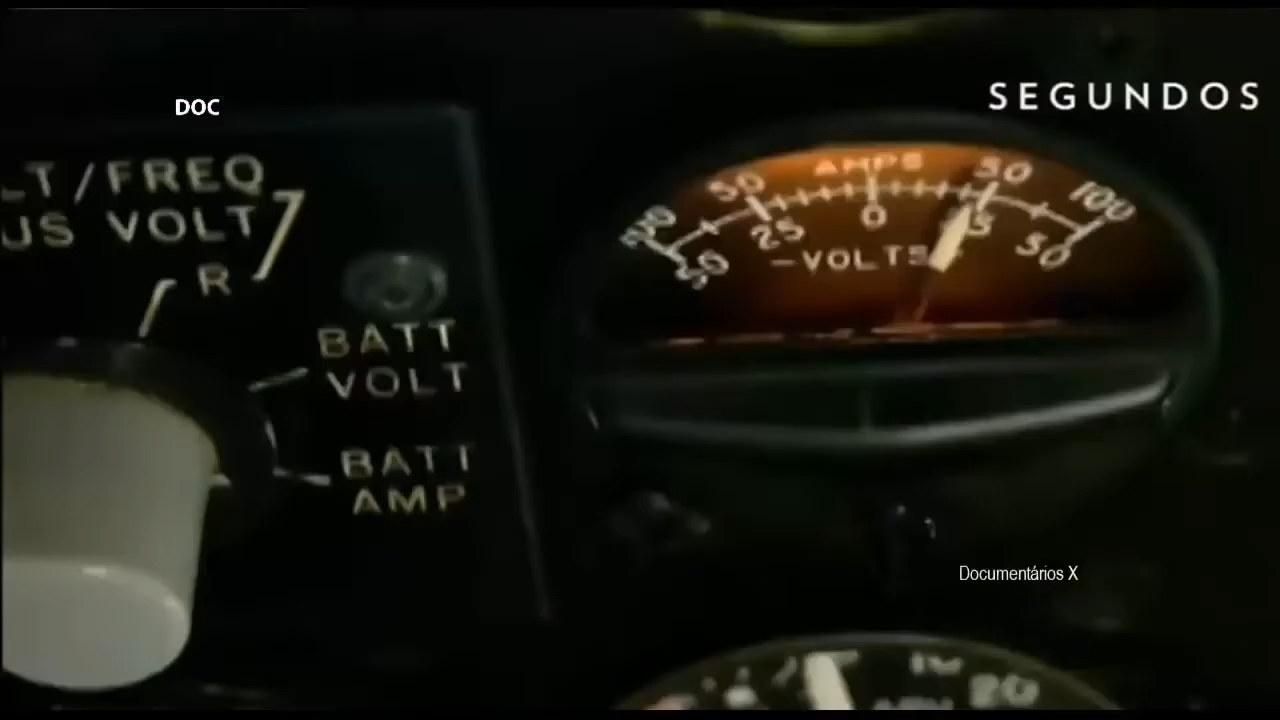 DOC
SEGUNDOS
LT/FREQ
US VOLT
R
BATT
VOLT
BATT
AMP
AMPS
50 0 50 100
25 50
-VOLTS
Documentários X
20